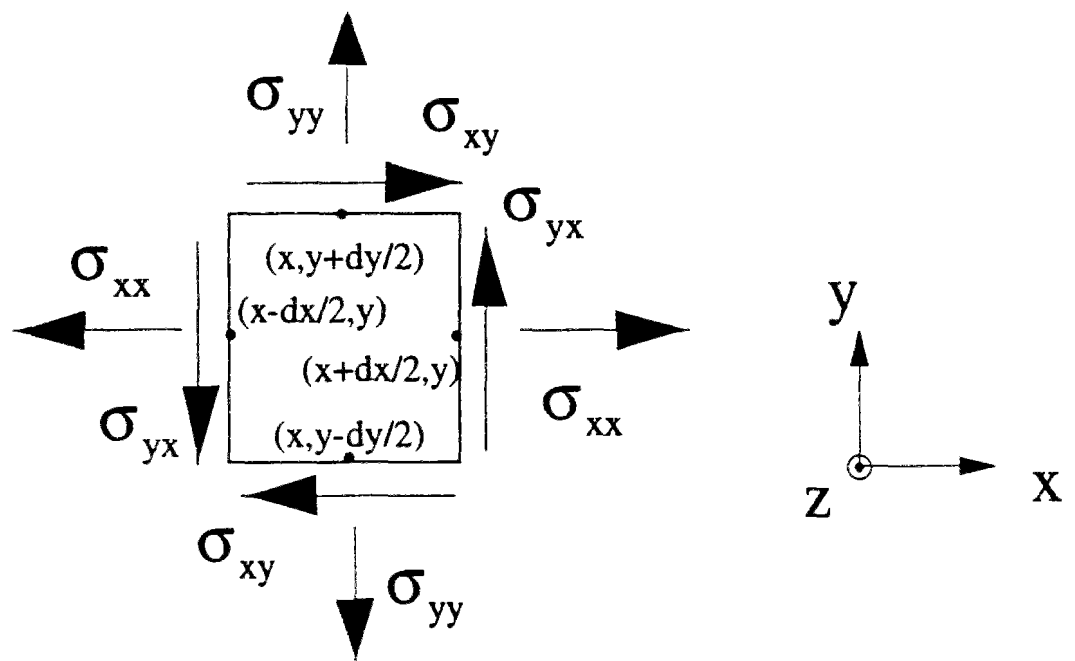 σyy
σxy
σyx
(x,y+dy/2)
σxx
(x-dx/2,y)
(x+dx/2,y)
σxx
σyx
(x,y-dy/2)
σxy
σyy
y
z
x